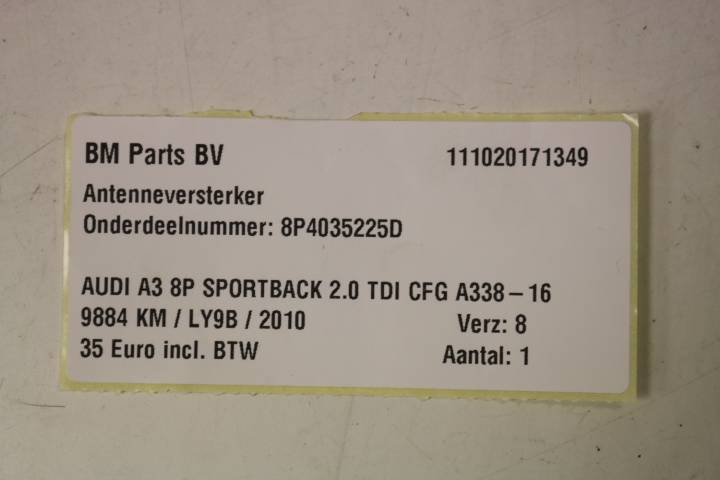 BM Parts BV 111020171349
Antenneversterker
Onderdeelnummer: 8P4035225D
AUDI A3 8P SPORTBACK 2.0 TDI CFG A338 – 16
9884 KM / LY9B / 2010 Verz: 8
35 Euro incl. BTW Aantal: 1